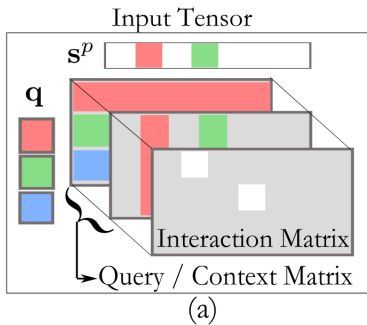 Input Tensor
s^p
q
Interaction Matrix
Query / Context Matrix
(a)